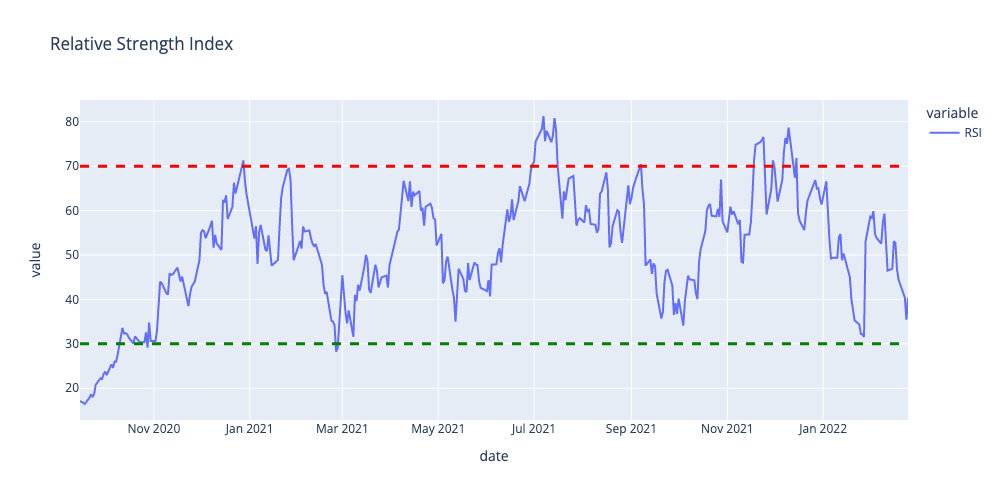 Relative Strength Index
variable
RSI
value
80
70
60
50
40
30
20
Nov 2020
Jan 2021
Mar 2021
May 2021
Jul 2021
Sep 2021
Nov 2021
Jan 2022
date